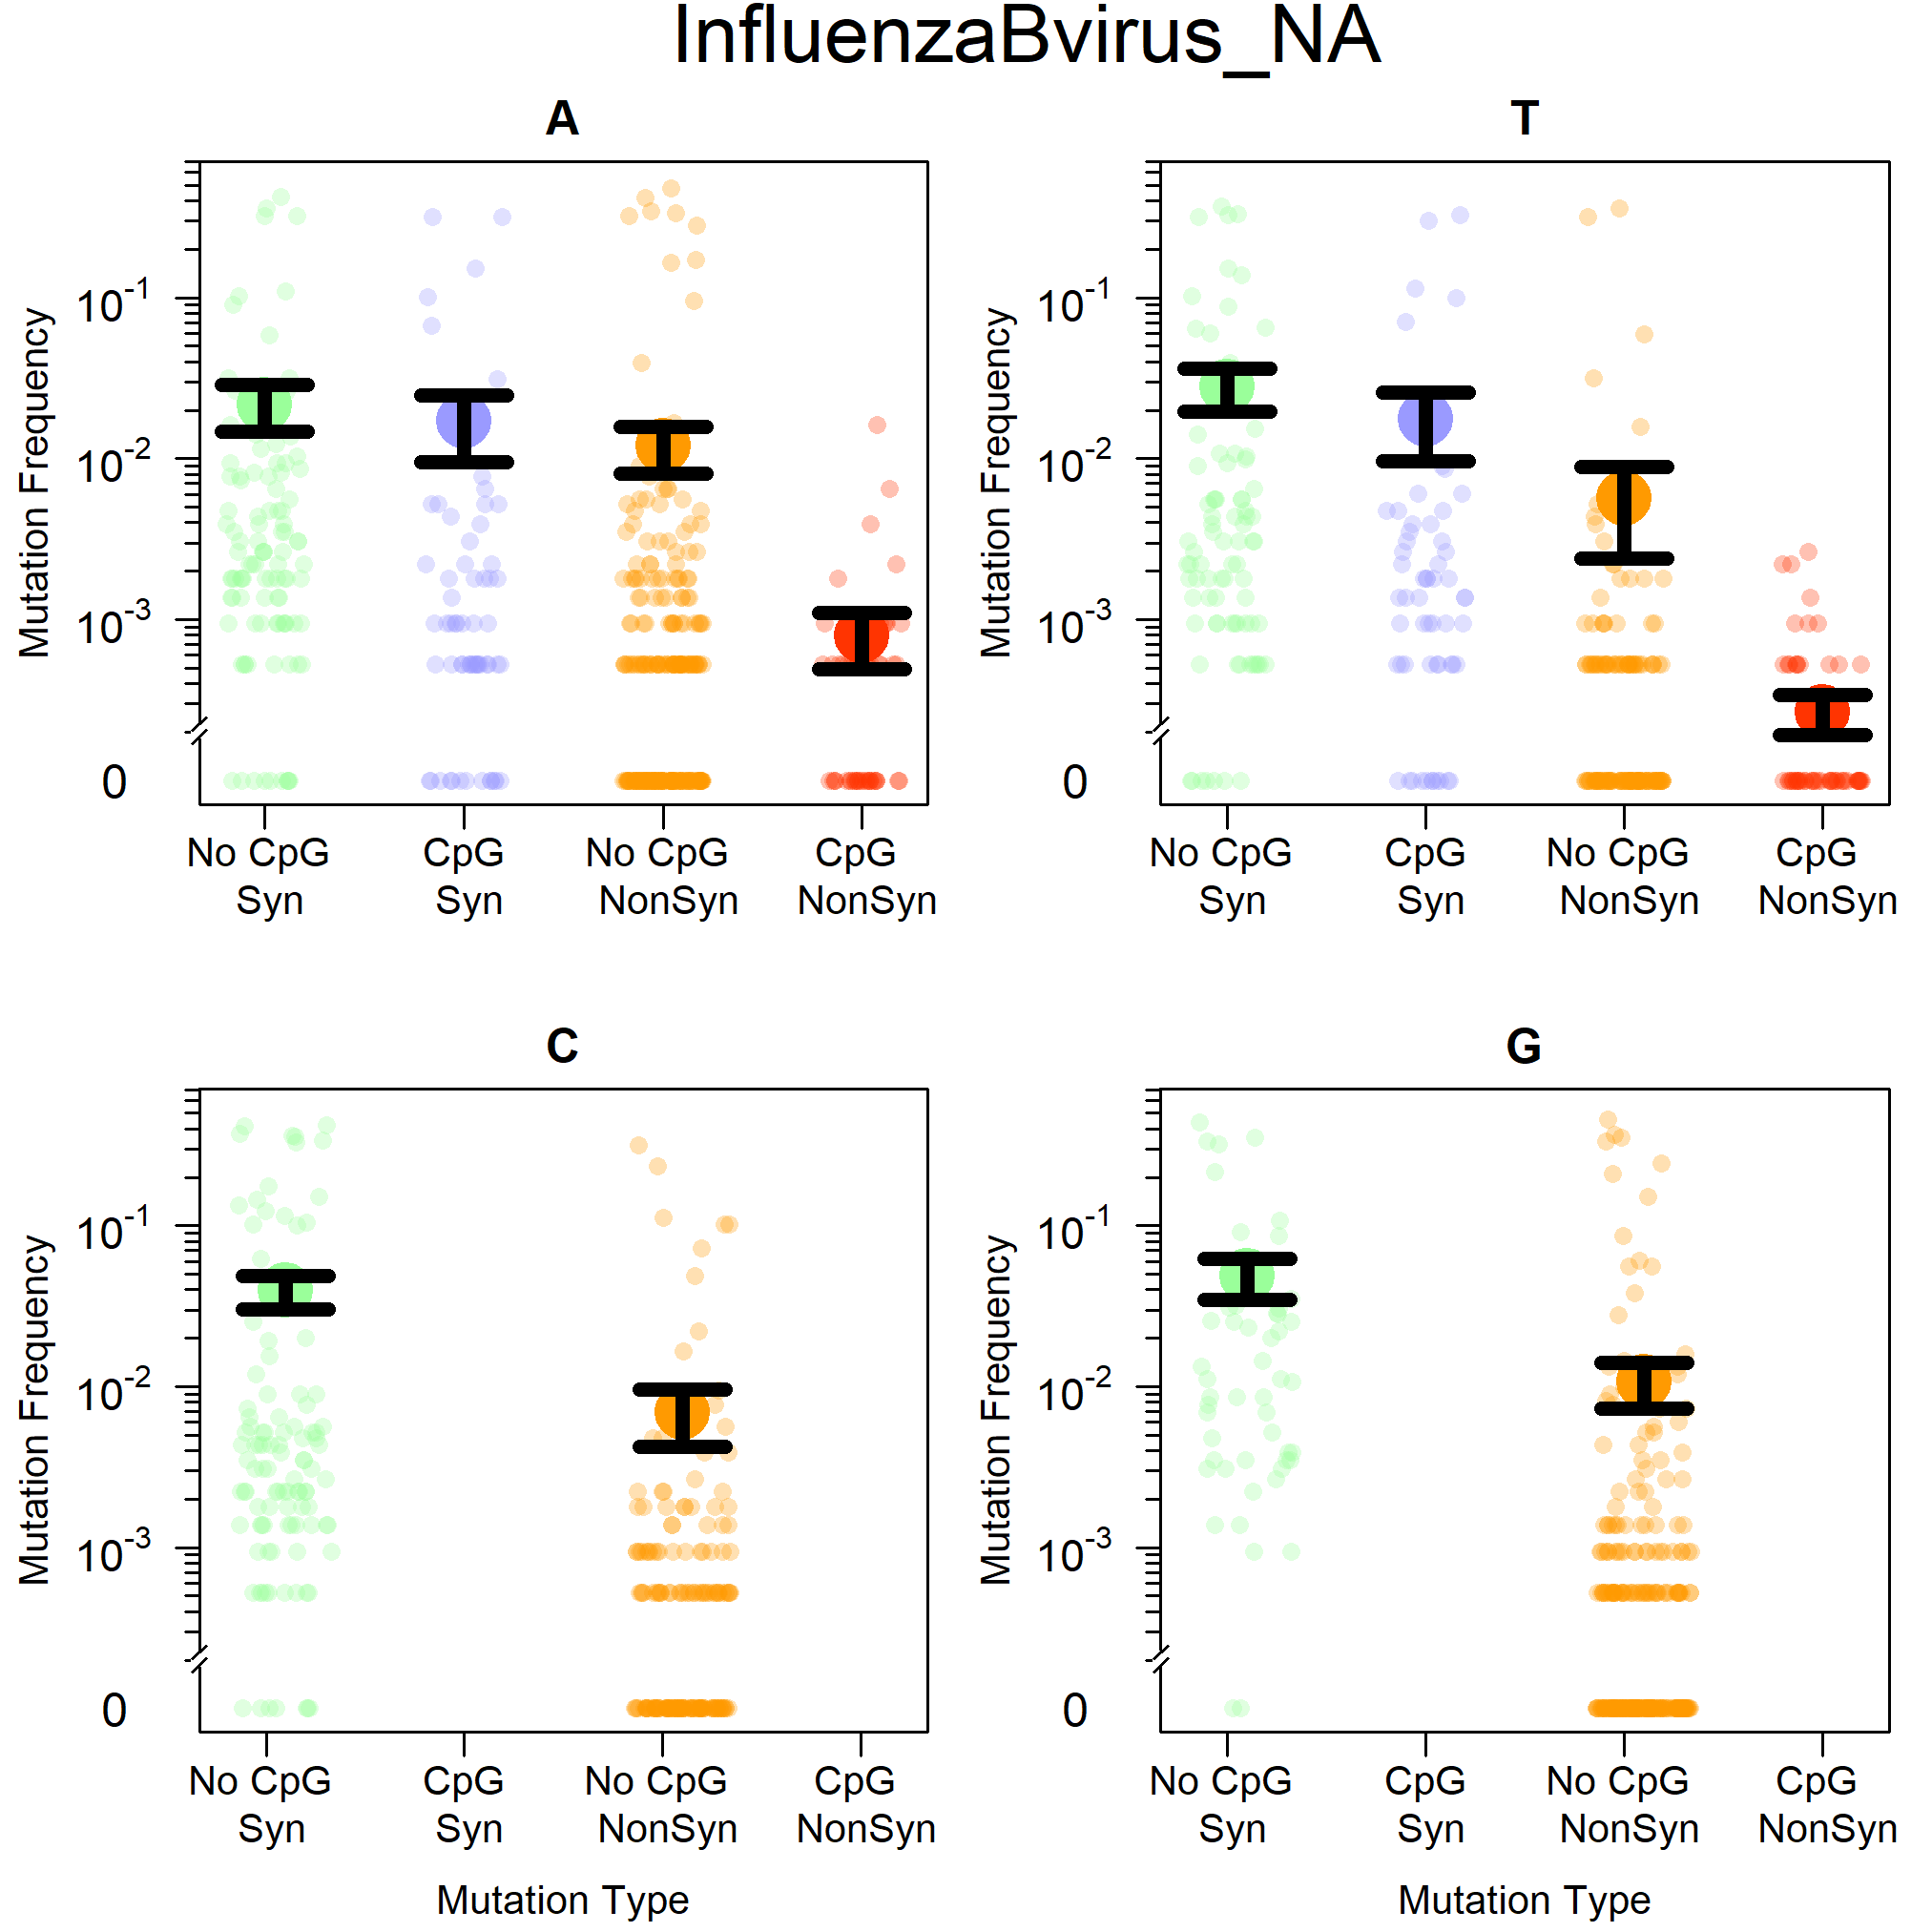 InfluenzaBvirus_NA
A
Mutation Frequency
10-1
10-2
10-3
0
No CpG Syn
CpG Syn
No CpG NonSyn
CpG NonSyn
T
Mutation Frequency
10-1
10-2
10-3
0
No CpG Syn
CpG Syn
No CpG NonSyn
CpG NonSyn
C
Mutation Frequency
10-1
10-2
10-3
0
No CpG Syn
CpG Syn
No CpG NonSyn
CpG NonSyn
Mutation Type
G
Mutation Frequency
10-1
10-2
10-3
0
No CpG Syn
CpG Syn
No CpG NonSyn
CpG NonSyn
Mutation Type